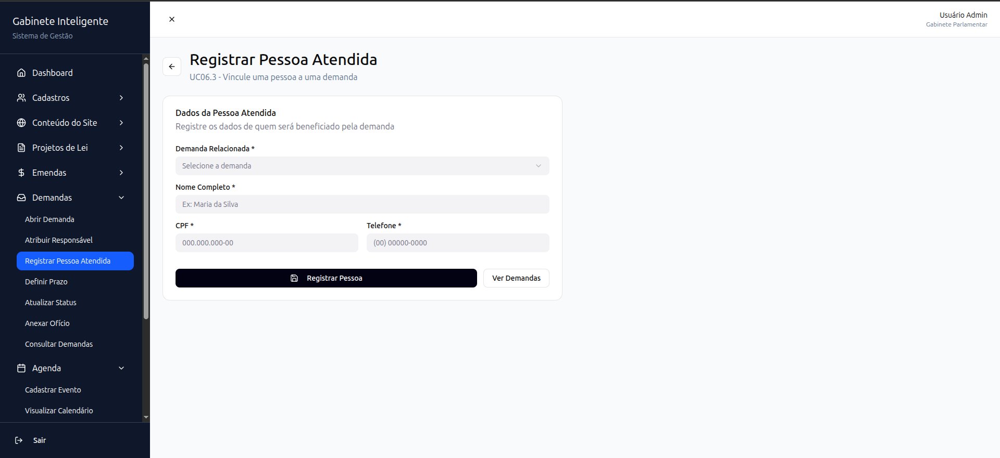 Gabinete Inteligente
Sistema de Gestão
Dashboard
Cadastros
Conteúdo do Site
Projetos de Lei
Emendas
Demandas
Abrir Demanda
Atribuir Responsável
Registrar Pessoa Atendida
Definir Prazo
Atualizar Status
Anexar Ofício
Consultar Demandas
Agenda
Cadastrar Evento
Visualizar Calendário
Sair
Usuário Admin
Gabinete Parlamentar
Registrar Pessoa Atendida
UC06.3 - Vincule uma pessoa a uma demanda
Dados da Pessoa Atendida
Registre os dados de quem será beneficiado pela demanda
Demanda Relacionada *
Selecione a demanda
Nome Completo *
Ex: Maria da Silva
CPF * Telefone *
000.000.000-00 (00) 00000-0000
Registrar Pessoa Ver Demandas